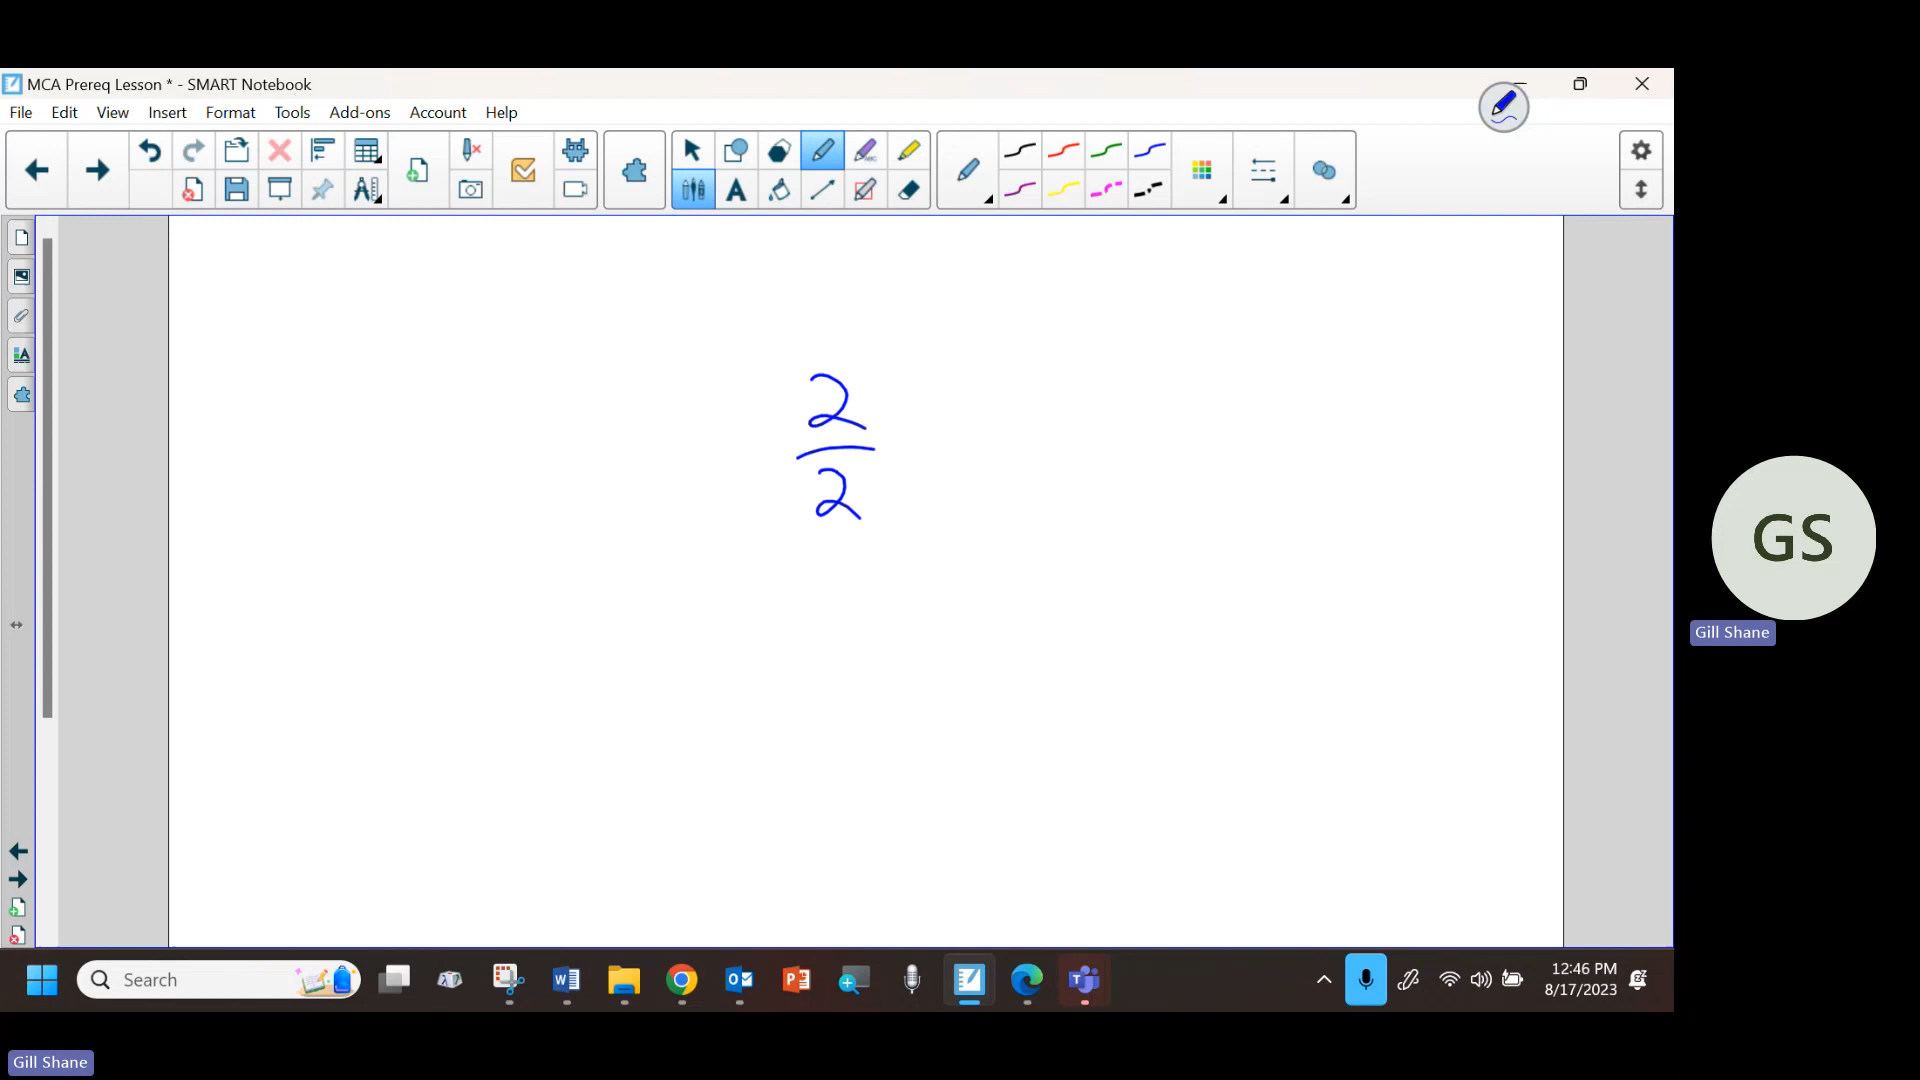 MCA Prereq Lesson * - SMART Notebook
File Edit View Insert Format Tools Add-ons Account Help
2
2
GS
Gill Shane
Search
12:46 PM
8/17/2023
Gill Shane